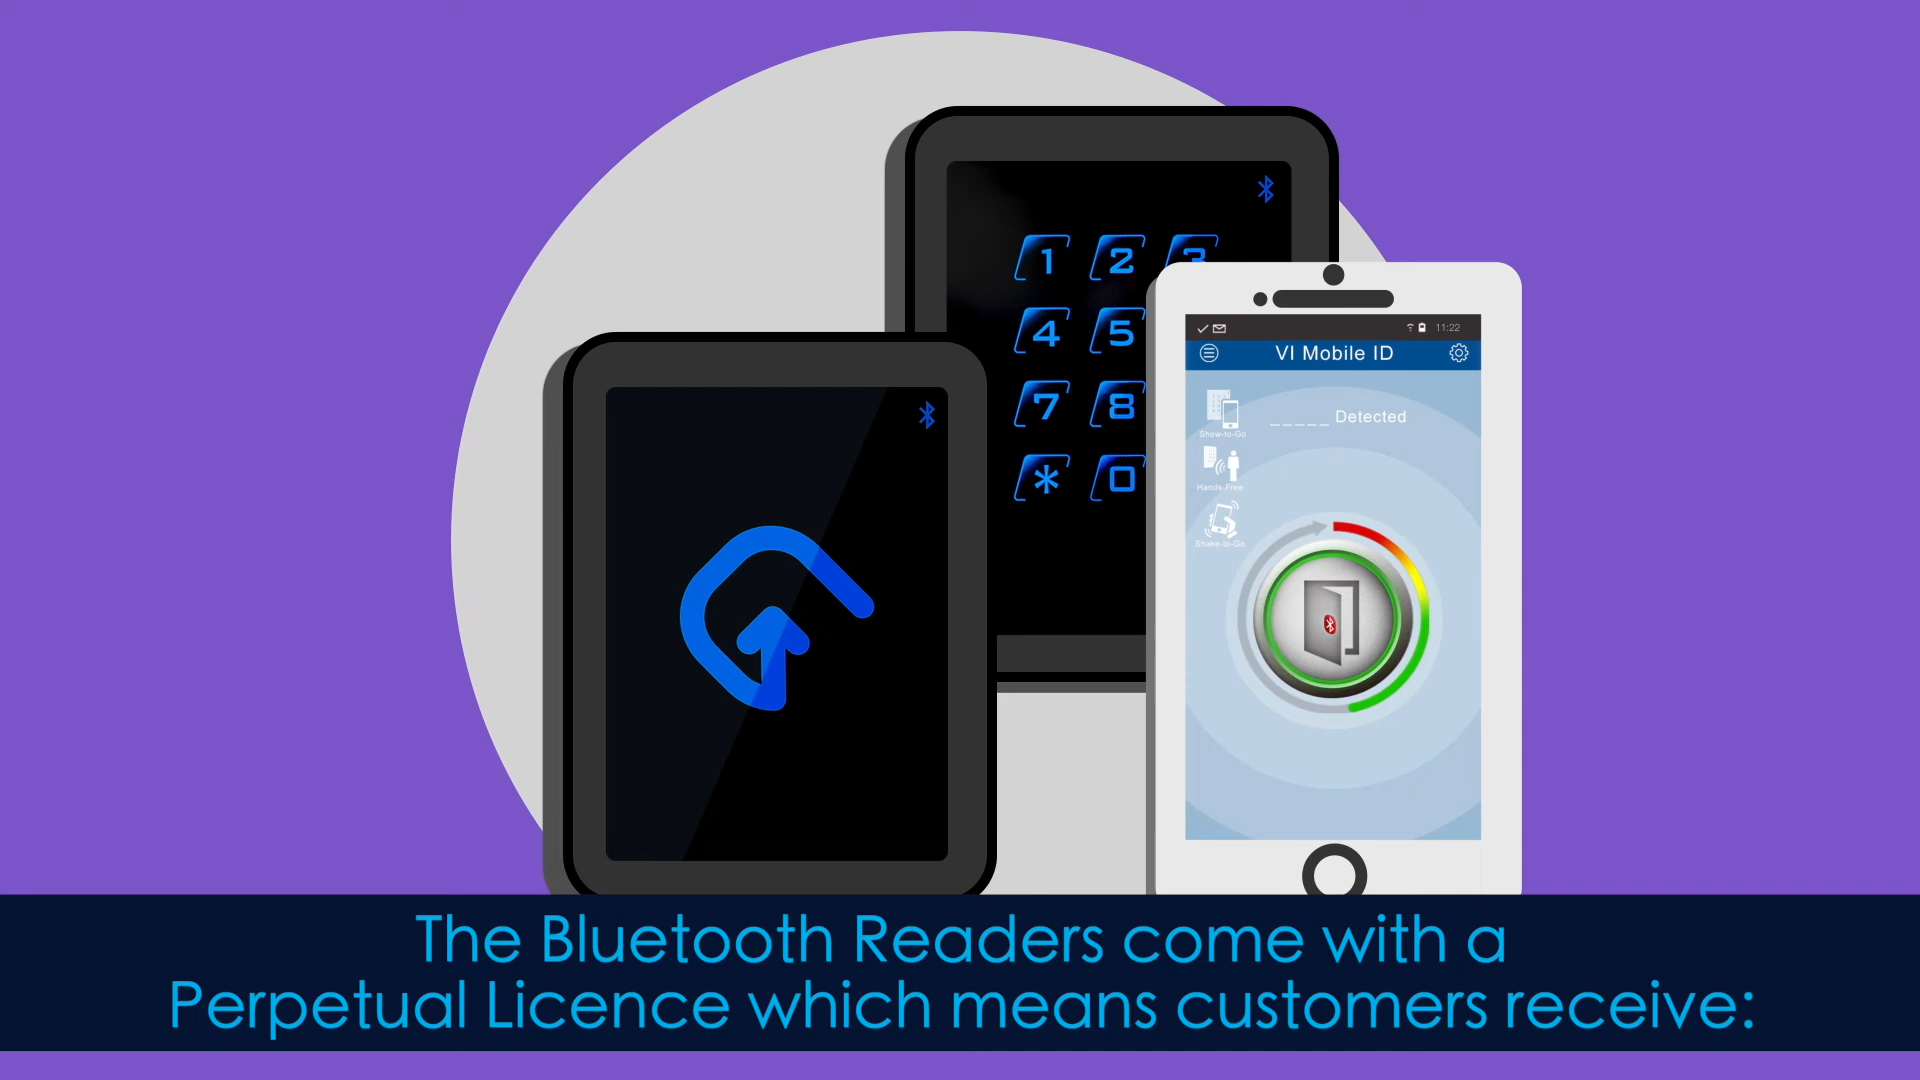 1 2 3
4 5
7 8
* 0
11:22
VI Mobile ID
_ _ _ _ _ Detected
Show-to-Go
Hands-Free
Shake-to-Go
The Bluetooth Readers come with a
Perpetual Licence which means customers receive: